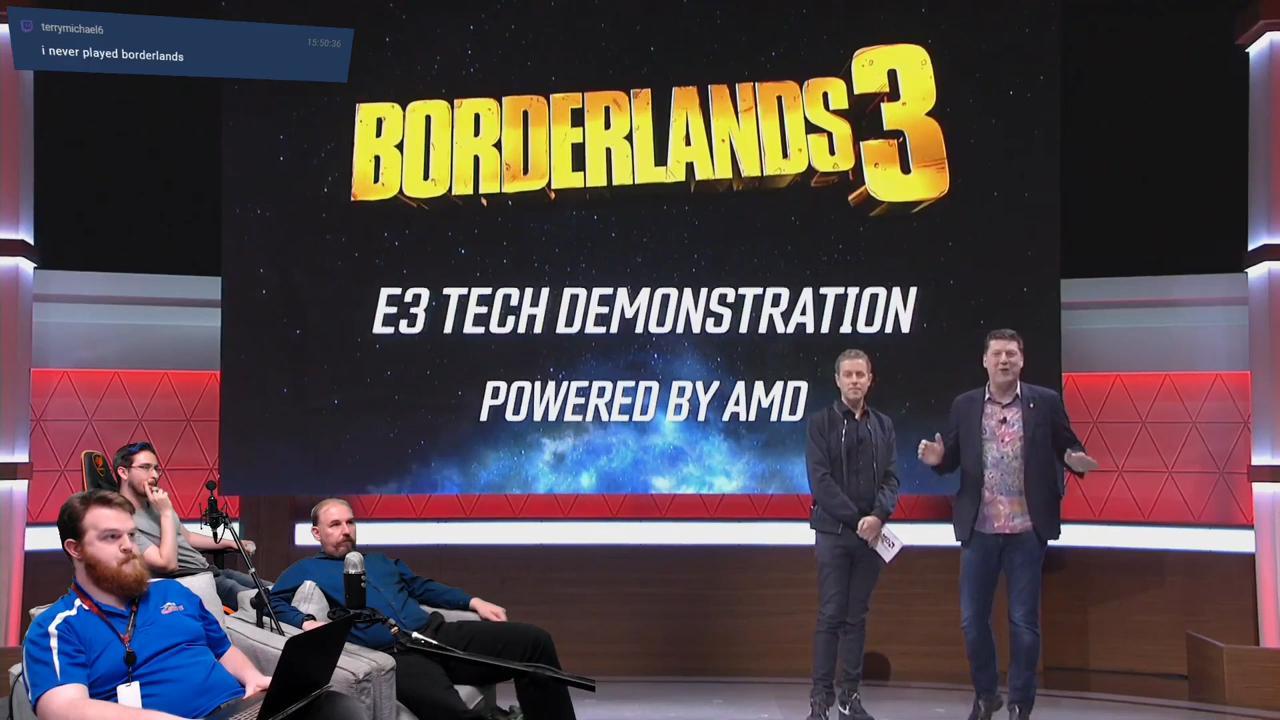 terrymichael6
15:50:36
i never played borderlands
BORDERLANDS 3
E3 TECH DEMONSTRATION
POWERED BY AMD